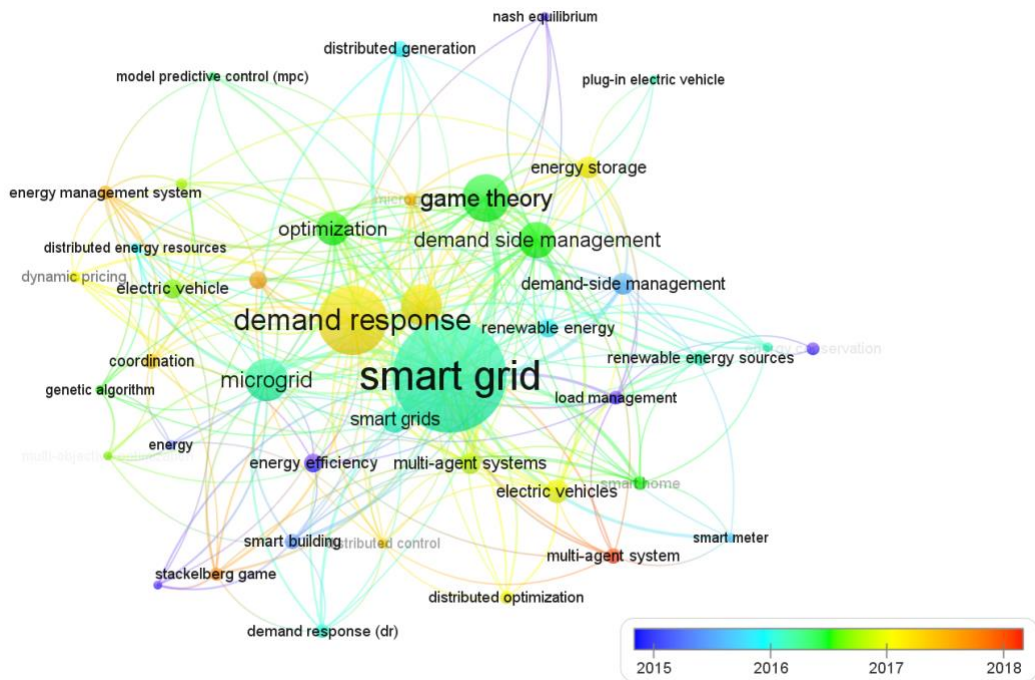 nash equilibrium
distributed generation
model predictive control (mpc)
plug-in electric vehicle
energy storage
energy management system
game theory
optimization
demand side management
distributed energy resources
dynamic pricing
electric vehicle
demand-side management
demand response
renewable energy
energy conservation
renewable energy sources
coordination
smart grid
microgrid
genetic algorithm
load management
smart grids
energy
energy efficiency
multi-agent systems
smart home
electric vehicles
smart building
distributed control
smart meter
multi-agent system
stackelberg game
distributed optimization
demand response (dr)
2015
2016
2017
2018